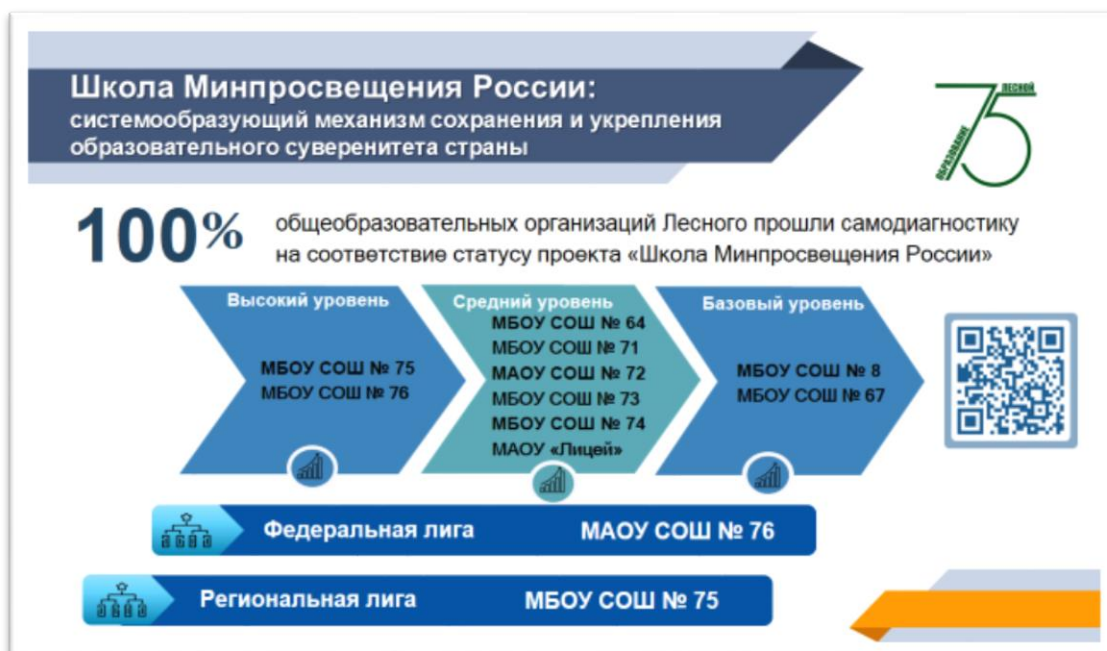 Школа Минпросвещения России:
системообразующий механизм сохранения и укрепления
образовательного суверенитета страны
ЛЕСНОЙ
75
ОБРАЗОВАНИЕ
100%
общеобразовательных организаций Лесного прошли самодиагностику
на соответствие статусу проекта «Школа Минпросвещения России»
Высокий уровень
МБОУ СОШ № 75
МБОУ СОШ № 76
Средний уровень
МБОУ СОШ № 64
МБОУ СОШ № 71
МАОУ СОШ № 72
МБОУ СОШ № 73
МБОУ СОШ № 74
МАОУ «Лицей»
Базовый уровень
МБОУ СОШ № 8
МБОУ СОШ № 67
Федеральная лига МАОУ СОШ № 76
Региональная лига МБОУ СОШ № 75